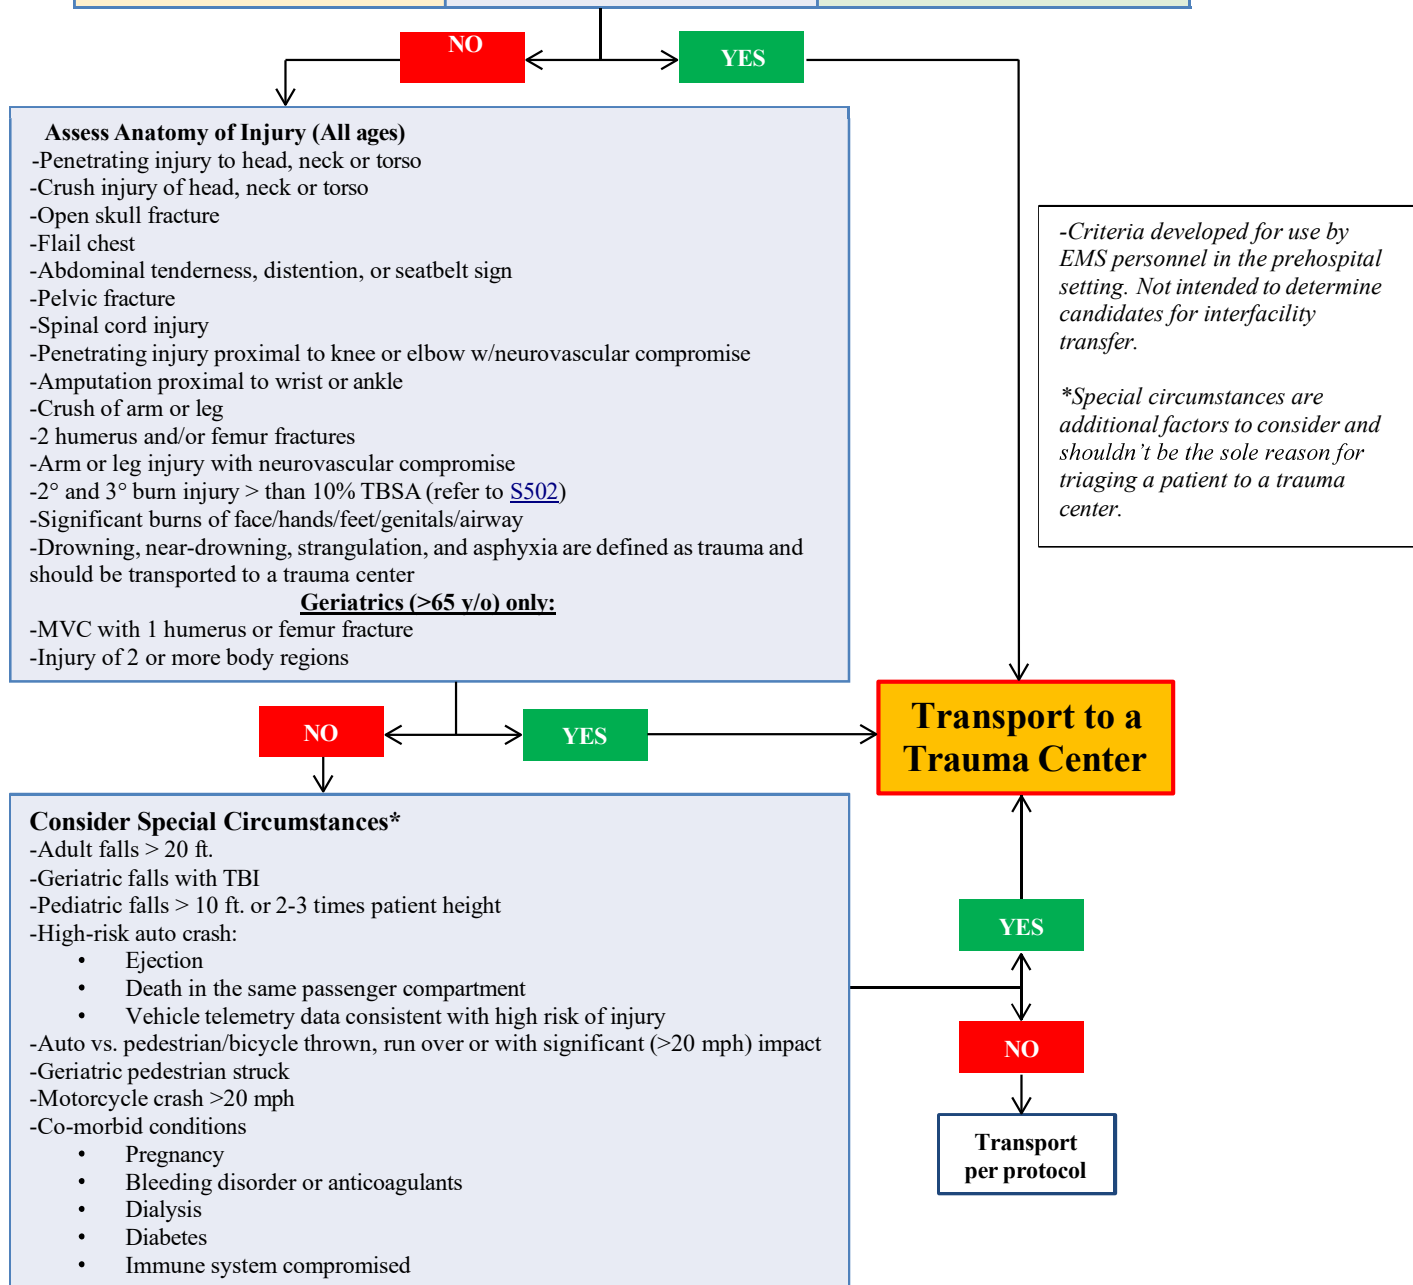 NO
YES
Assess Anatomy of Injury (All ages)
-Penetrating injury to head, neck or torso
-Crush injury of head, neck or torso
-Open skull fracture
-Flail chest
-Abdominal tenderness, distention, or seatbelt sign
-Pelvic fracture
-Spinal cord injury
-Penetrating injury proximal to knee or elbow w/neurovascular compromise
-Amputation proximal to wrist or ankle
-Crush of arm or leg
-2 humerus and/or femur fractures
-Arm or leg injury with neurovascular compromise
-2° and 3° burn injury > than 10% TBSA (refer to S502)
-Significant burns of face/hands/feet/genitals/airway
-Drowning, near-drowning, strangulation, and asphyxia are defined as trauma and
should be transported to a trauma center
Geriatrics (>65 y/o) only:
-MVC with 1 humerus or femur fracture
-Injury of 2 or more body regions
-Criteria developed for use by
EMS personnel in the prehospital
setting. Not intended to determine
candidates for interfacility
transfer.
*Special circumstances are
additional factors to consider and
shouldn't be the sole reason for
triaging a patient to a trauma
center.
NO
YES
Transport to a
Trauma Center
Consider Special Circumstances*
-Adult falls > 20 ft.
-Geriatric falls with TBI
-Pediatric falls > 10 ft. or 2-3 times patient height
-High-risk auto crash:
• Ejection
• Death in the same passenger compartment
• Vehicle telemetry data consistent with high risk of injury
-Auto vs. pedestrian/bicycle thrown, run over or with significant (>20 mph) impact
-Geriatric pedestrian struck
-Motorcycle crash >20 mph
-Co-morbid conditions
• Pregnancy
• Bleeding disorder or anticoagulants
• Dialysis
• Diabetes
• Immune system compromised
YES
NO
Transport
per protocol